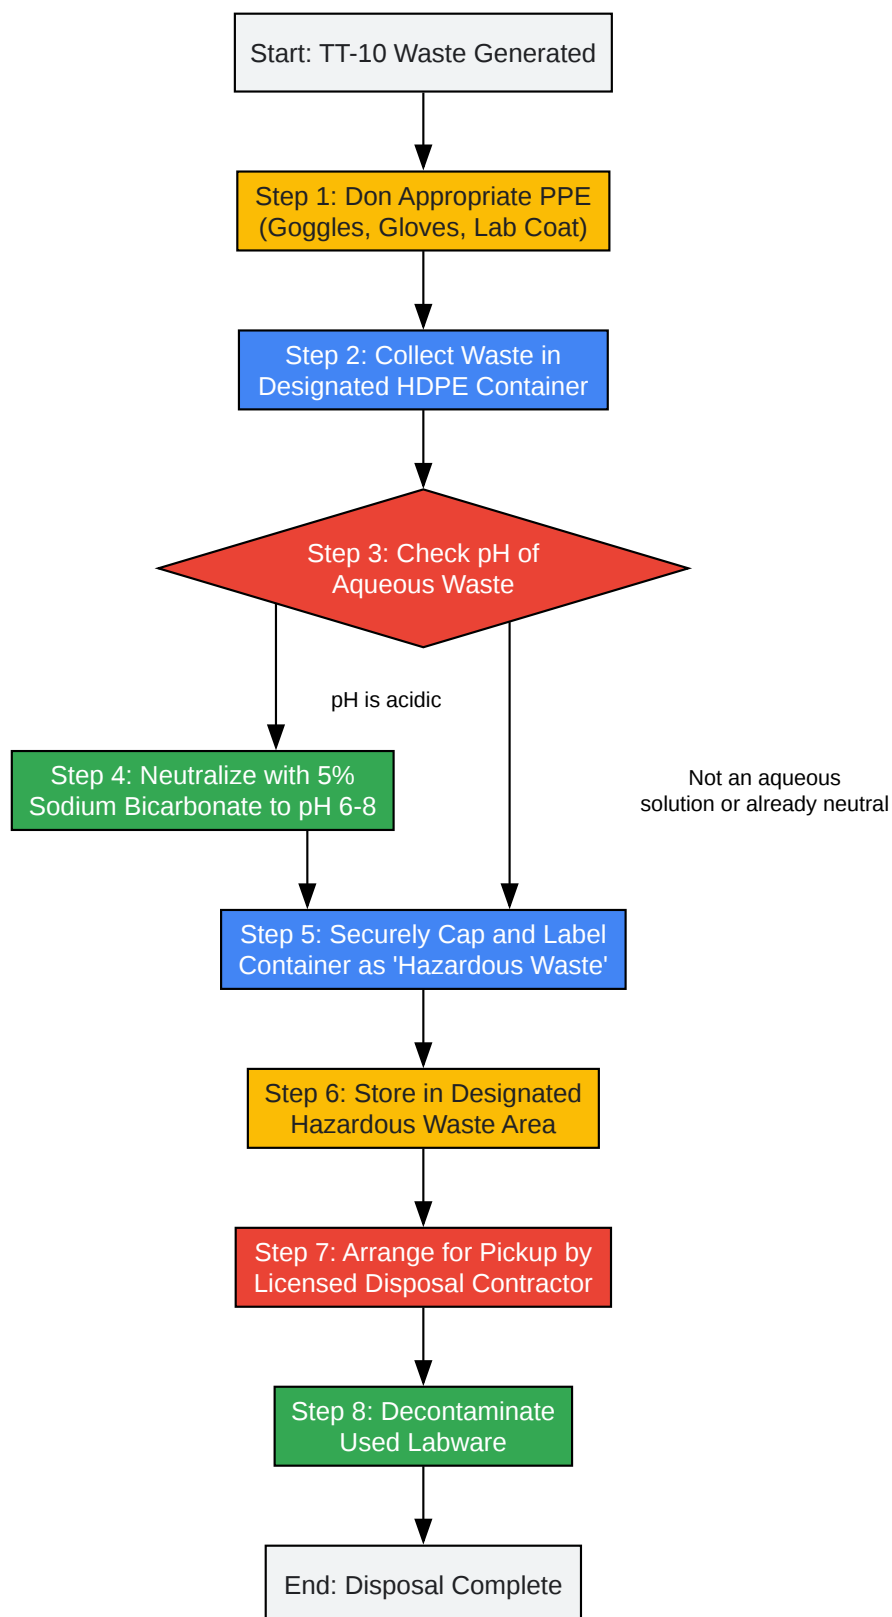 Start: TT-10 Waste Generated
Step 1: Don Appropriate PPE
(Goggles, Gloves, Lab Coat)
Step 2: Collect Waste in
Designated HDPE Container
Step 3: Check pH of
Aqueous Waste
pH is acidic
Step 4: Neutralize with 5%
Sodium Bicarbonate to pH 6-8
Not an aqueous
solution or already neutral
Step 5: Securely Cap and Label
Container as 'Hazardous Waste'
Step 6: Store in Designated
Hazardous Waste Area
Step 7: Arrange for Pickup by
Licensed Disposal Contractor
Step 8: Decontaminate
Used Labware
End: Disposal Complete